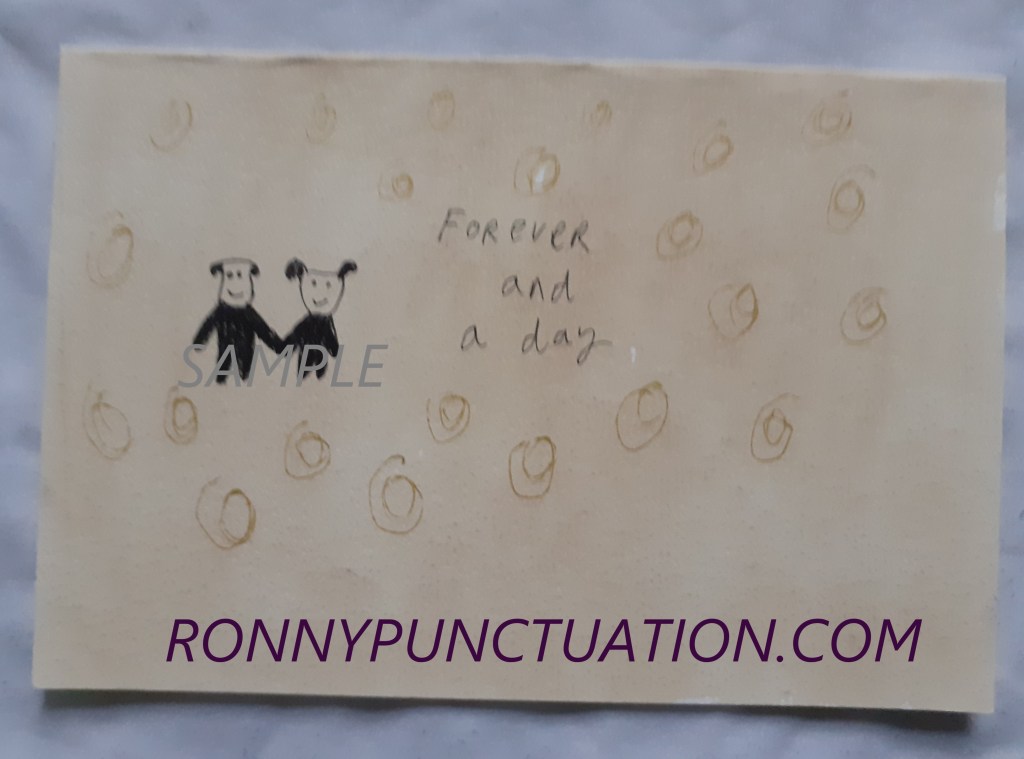 Forever
and
a day
SAMPLE
RONNYPUNCTUATION.COM